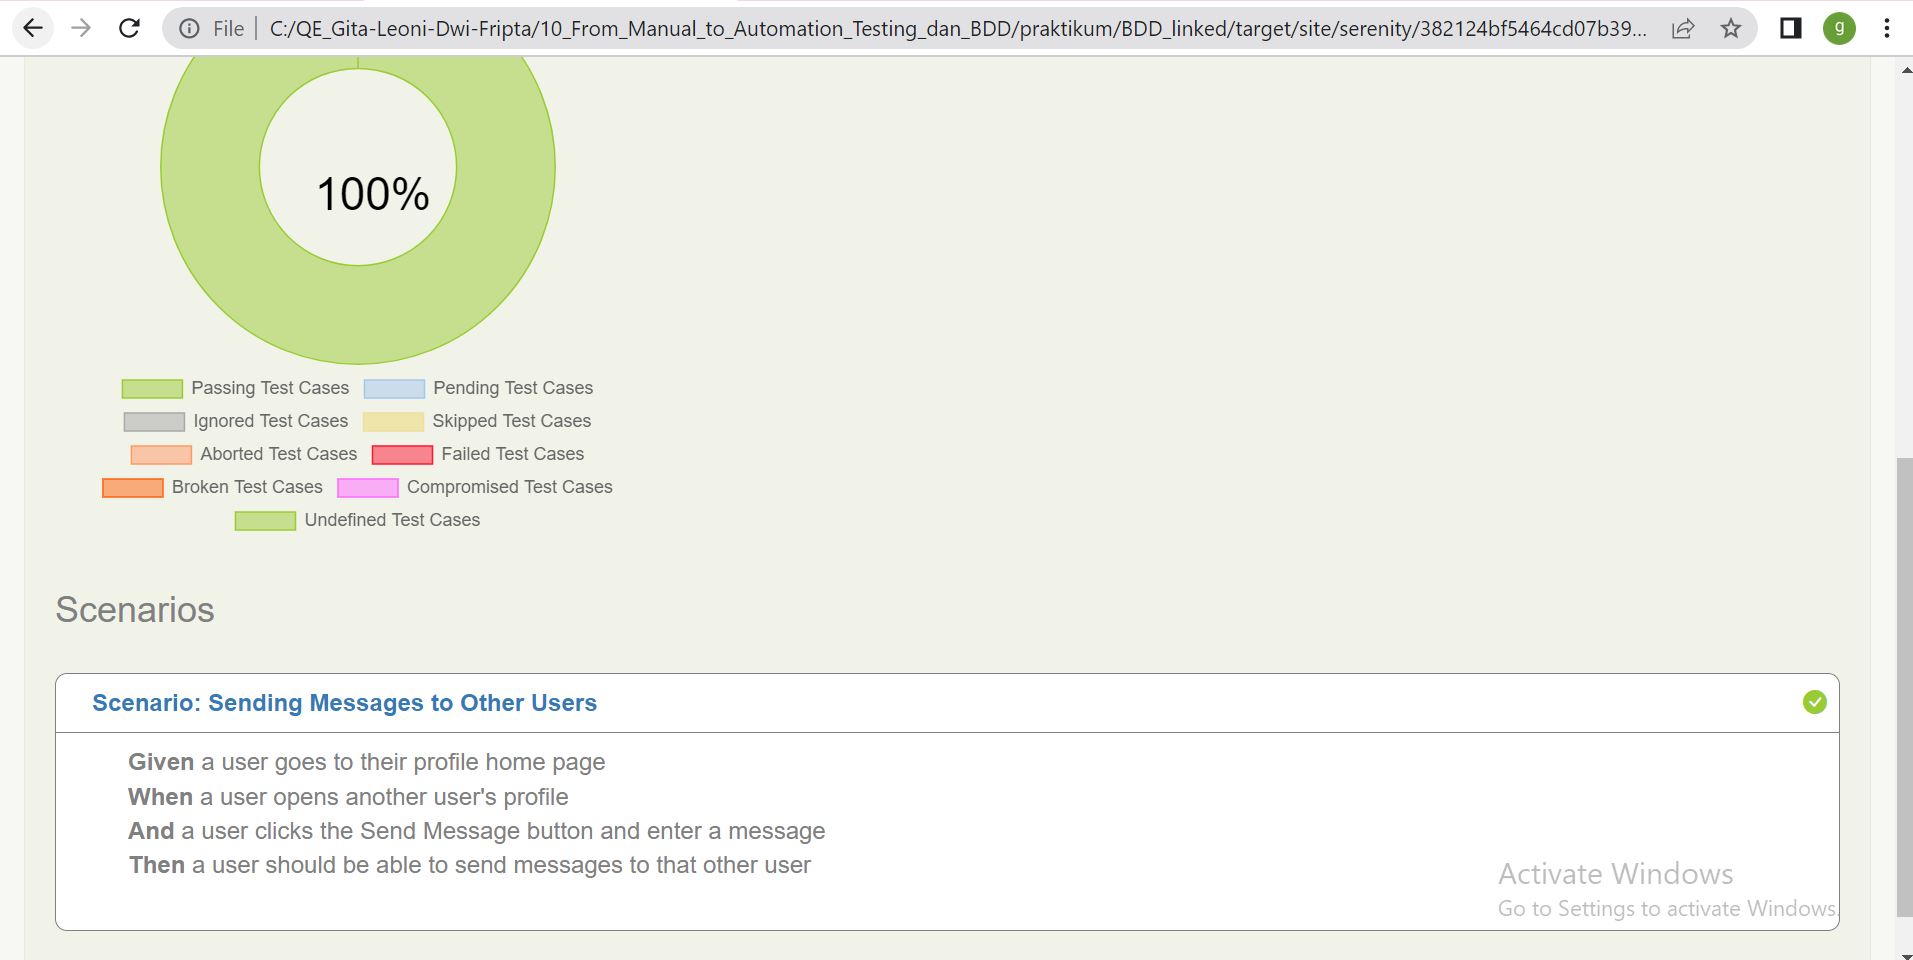 File C:/QE_Gita-Leoni-Dwi-Fripta/10_From_Manual_to_Automation_Testing_dan_BDD/praktikum/BDD_linked/target/site/serenity/382124bf5464cd07b39...
g
100%
Passing Test Cases Pending Test Cases
Ignored Test Cases Skipped Test Cases
Aborted Test Cases Failed Test Cases
Broken Test Cases Compromised Test Cases
Undefined Test Cases
Scenarios
Scenario: Sending Messages to Other Users
Given a user goes to their profile home page
When a user opens another user's profile
And a user clicks the Send Message button and enter a message
Then a user should be able to send messages to that other user
Activate Windows
Go to Settings to activate Windows.